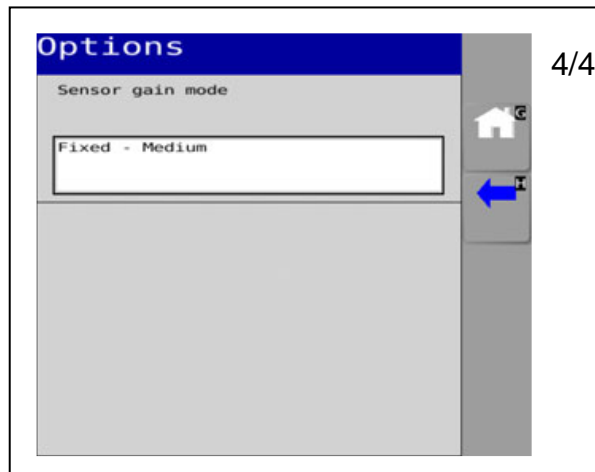 Options
4/4
Sensor gain mode
G
Fixed - Medium
H